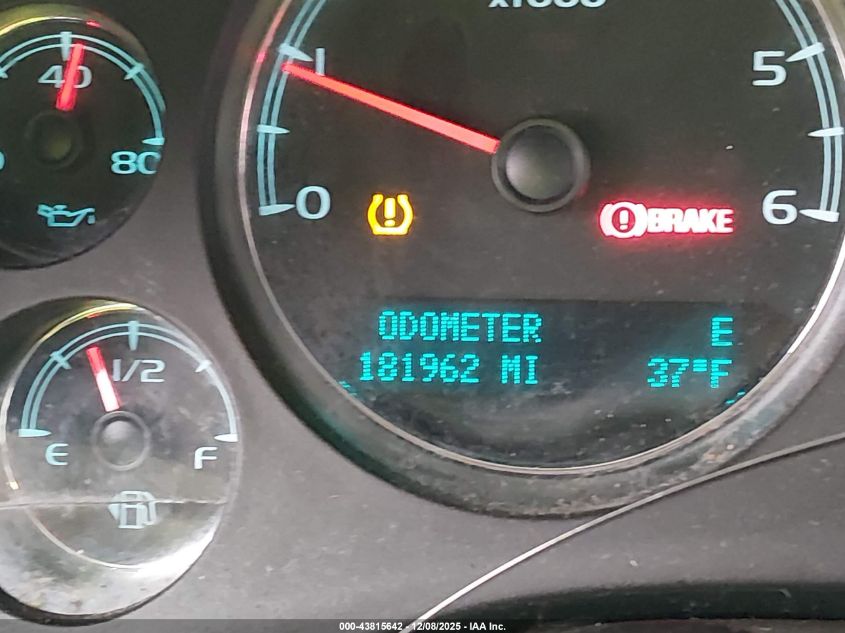 x1000
40
80
1
5
0
6
BRAKE
ODOMETER E
181962 MI 37°F
1/2
E
F
000-43815642 - 12/08/2025 - IAA Inc.